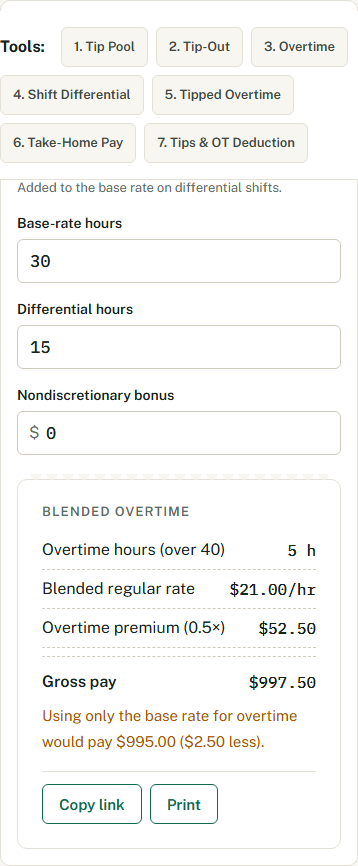 Tools: 1. Tip Pool 2. Tip-Out 3. Overtime
4. Shift Differential 5. Tipped Overtime
6. Take-Home Pay 7. Tips & OT Deduction
Added to the base rate on differential shifts.
Base-rate hours
30
Differential hours
15
Nondiscretionary bonus
$ 0
BLENDED OVERTIME
Overtime hours (over 40) 5 h
Blended regular rate $21.00/hr
Overtime premium (0.5×) $52.50
Gross pay $997.50
Using only the base rate for overtime
would pay $995.00 ($2.50 less).
Copy link Print